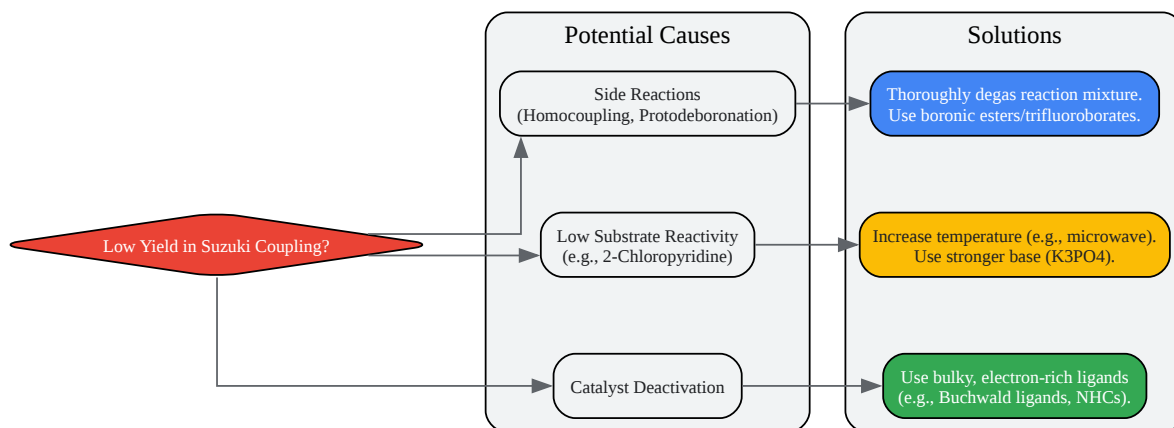 Potential Causes
Solutions
Side Reactions
(Homocoupling, Protodeboronation)
Thoroughly degas reaction mixture.
Use boronic esters/trifluoroborates.
Low Yield in Suzuki Coupling?
Low Substrate Reactivity
(e.g., 2-Chloropyridine)
Increase temperature (e.g., microwave).
Use stronger base (K3PO4).
Catalyst Deactivation
Use bulky, electron-rich ligands
(e.g., Buchwald ligands, NHCs).